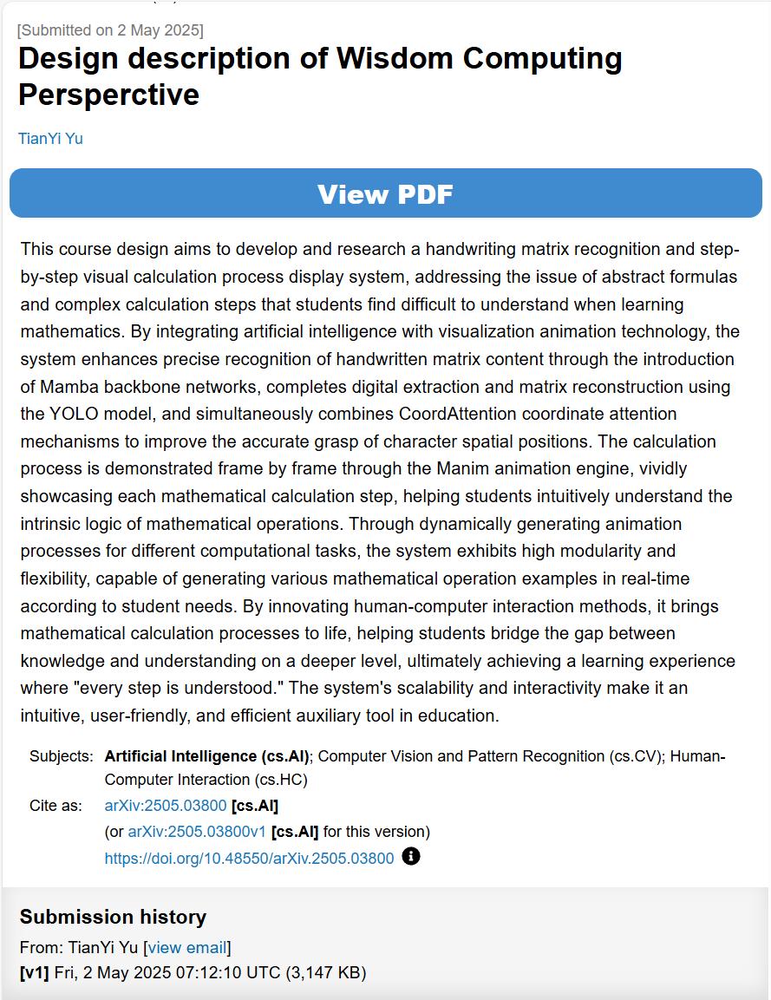 [Submitted on 2 May 2025]
Design description of Wisdom Computing
Persperctive
TianYi Yu
View PDF
This course design aims to develop and research a handwriting matrix recognition and step-
by-step visual calculation process display system, addressing the issue of abstract formulas
and complex calculation steps that students find difficult to understand when learning
mathematics. By integrating artificial intelligence with visualization animation technology, the
system enhances precise recognition of handwritten matrix content through the introduction
of Mamba backbone networks, completes digital extraction and matrix reconstruction using
the YOLO model, and simultaneously combines CoordAttention coordinate attention
mechanisms to improve the accurate grasp of character spatial positions. The calculation
process is demonstrated frame by frame through the Manim animation engine, vividly
showcasing each mathematical calculation step, helping students intuitively understand the
intrinsic logic of mathematical operations. Through dynamically generating animation
processes for different computational tasks, the system exhibits high modularity and
flexibility, capable of generating various mathematical operation examples in real-time
according to student needs. By innovating human-computer interaction methods, it brings
mathematical calculation processes to life, helping students bridge the gap between
knowledge and understanding on a deeper level, ultimately achieving a learning experience
where "every step is understood." The system's scalability and interactivity make it an
intuitive, user-friendly, and efficient auxiliary tool in education.
Subjects: Artificial Intelligence (cs.AI); Computer Vision and Pattern Recognition (cs.CV); Human-
Computer Interaction (cs.HC)
Cite as: arXiv:2505.03800 [cs.AI]
(or arXiv:2505.03800v1 [cs.AI] for this version)
https://doi.org/10.48550/arXiv.2505.03800
Submission history
From: TianYi Yu [view email]
[v1] Fri, 2 May 2025 07:12:10 UTC (3,147 KB)